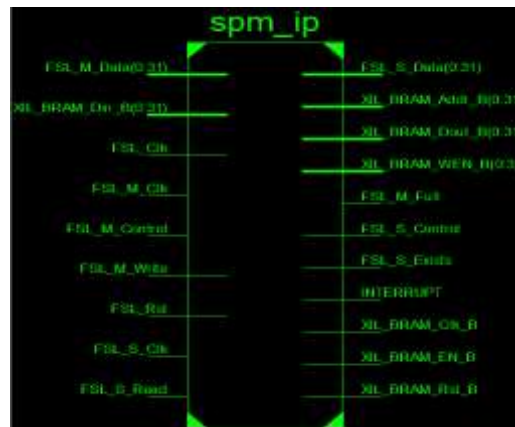 spm_ip
FSL_M_Data(0:31)
XIL_BRAM_Din_B(0:31)
FSL_Clk
FSL_M_Clk
FSL_M_Control
FSL_M_Write
FSL_Rst
FSL_S_Clk
FSL_S_Read
FSL_S_Data(0:31)
XIL_BRAM_Addr_B(0:31
XIL_BRAM_Dout_B(0:31
XIL_BRAM_WEN_B(0:3
FSL_M_Full
FSL_S_Control
FSL_S_Exists
INTERRUPT
XIL_BRAM_Clk_B
XIL_BRAM_EN_B
XIL_BRAM_Rst_B